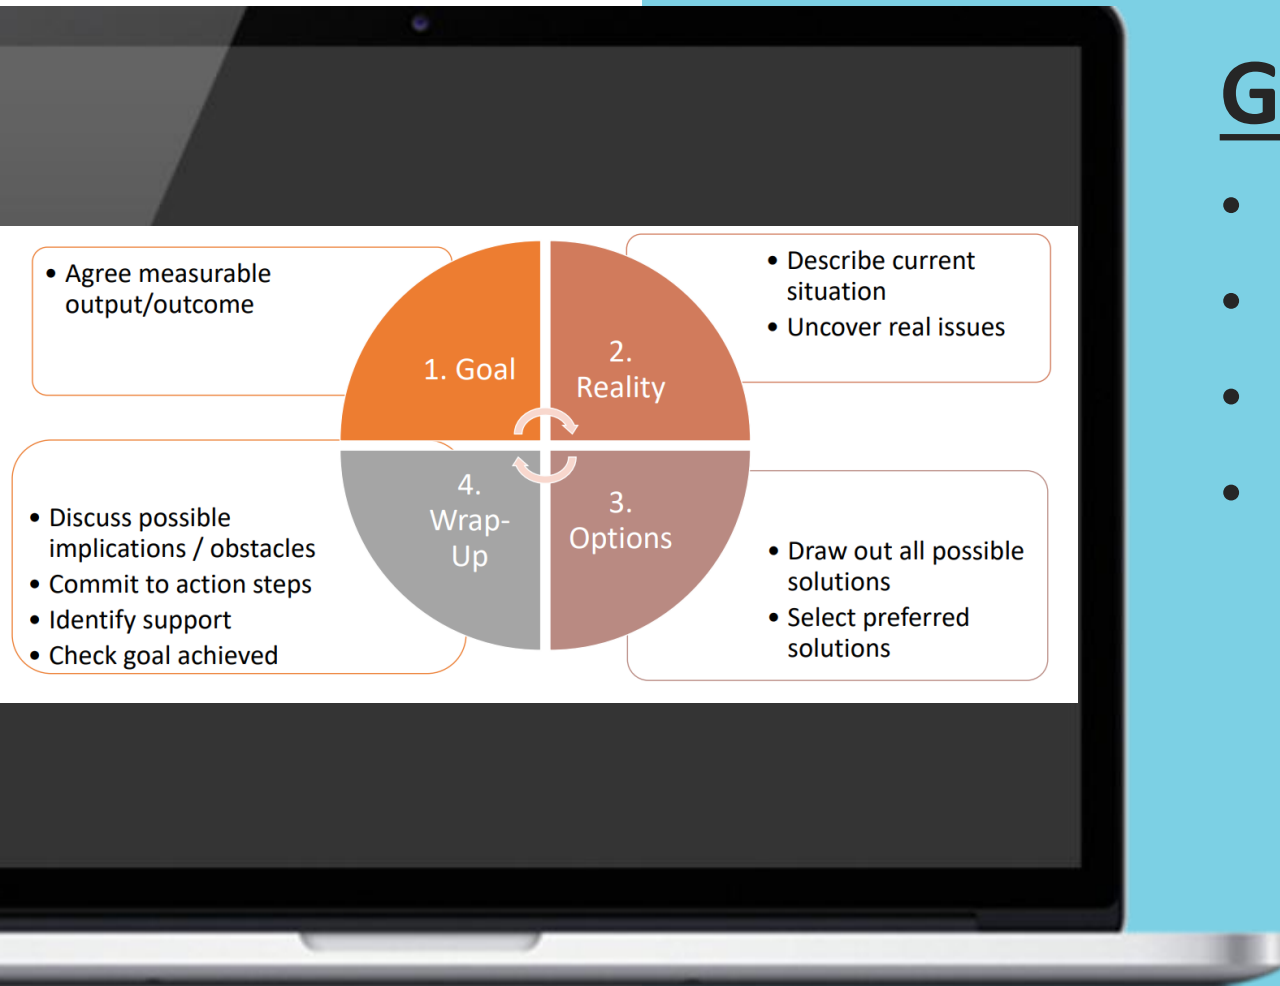 • Agree measurable
output/outcome
1. Goal
• Describe current
situation
• Uncover real issues
2.
Reality
• Discuss possible
implications / obstacles
• Commit to action steps
• Identify support
• Check goal achieved
4.
Wrap-
Up
3.
Options
• Draw out all possible
solutions
• Select preferred
solutions
G
•
•
•
•